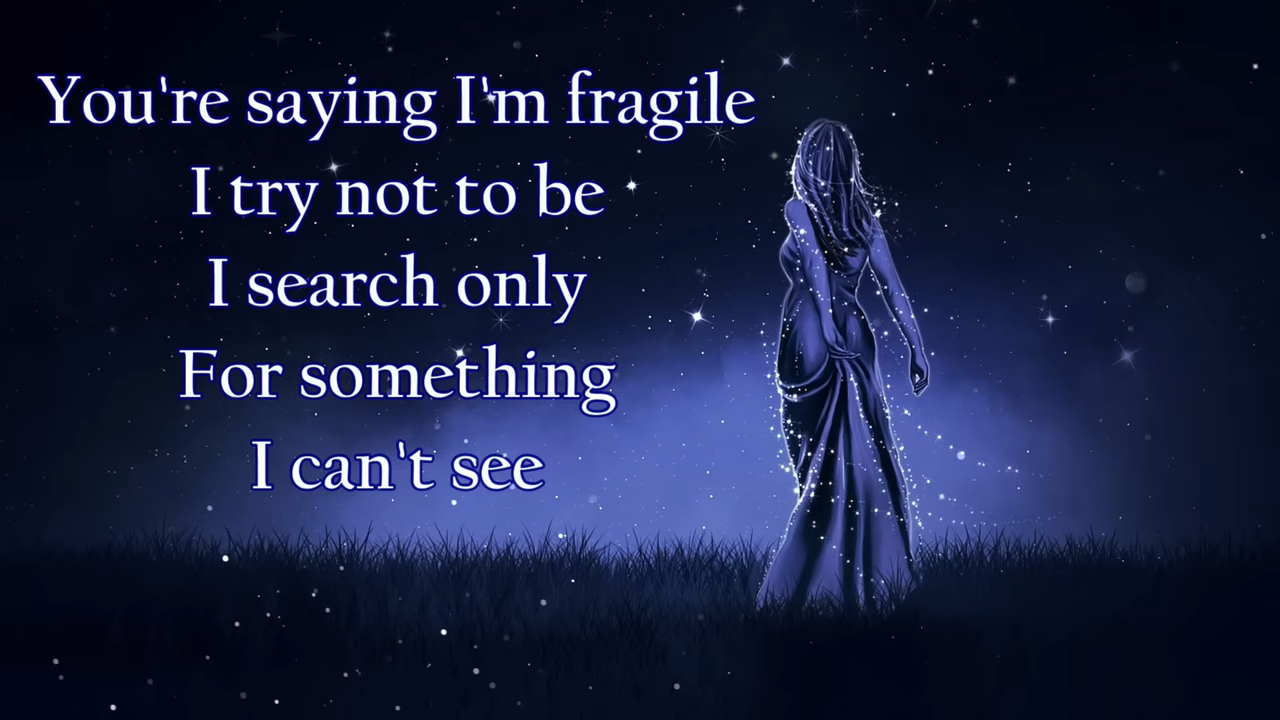 You're saying I'm fragile
I try not to be
I search only
For something
I can't see